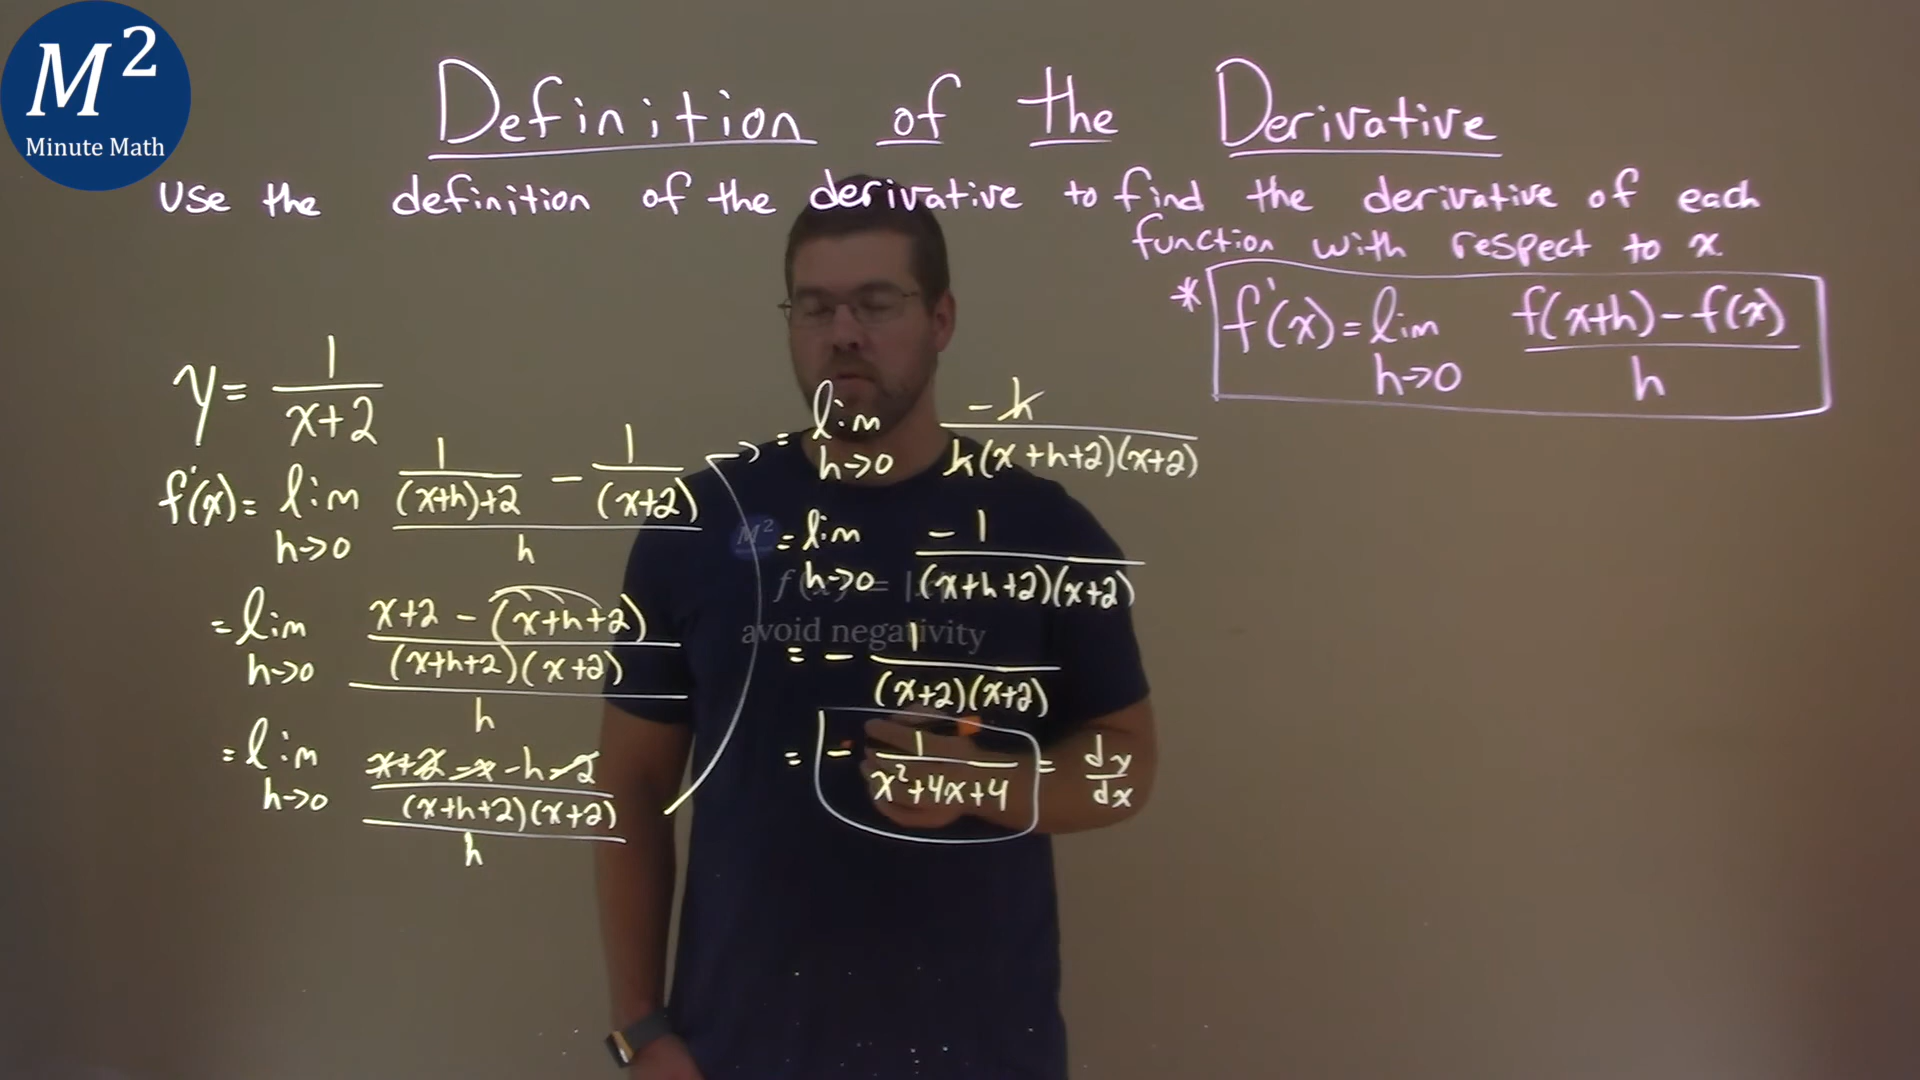 M²
Minute Math
Definition of the Derivative
Use the definition of the derivative to find the derivative of each
function with respect to x
* f'(x) = lim h→0 f(x+h) - f(x) / h
y = 1 / x+2
f'(x) = lim h→0 1 / (x+h)+2 - 1 / (x+2) / h
= lim h→0 x+2 - (x+h+2) / (x+h+2)(x+2) / h
= lim h→0 x+2-x-h-2 / (x+h+2)(x+2) / h
= lim h→0 -h / h(x+h+2)(x+2)
= lim h→0 -1 / (x+h+2)(x+2)
= - 1 / (x+2)(x+2)
= - 1 / x²+4x+4 = dy/dx
M²
avoid negativity